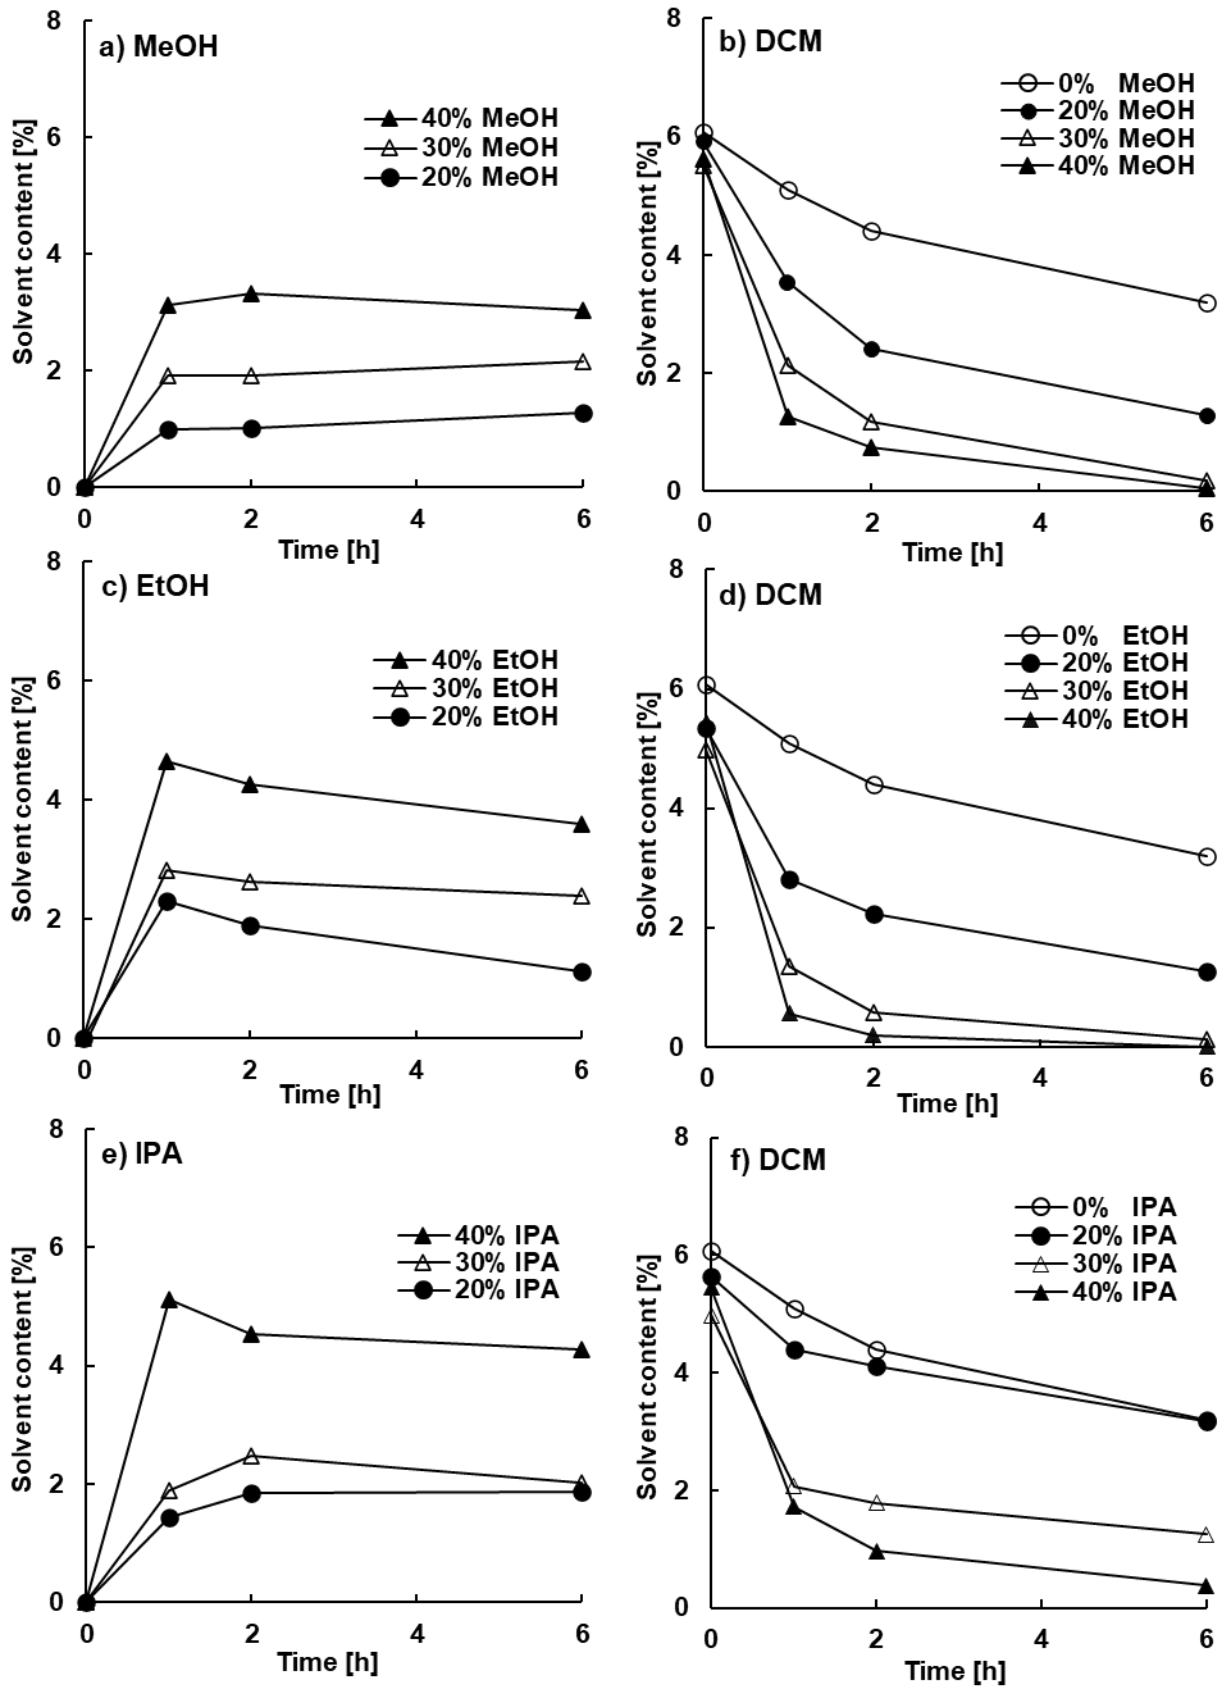 a) MeOH
Solvent content [%]
8
6
4
2
0
40% MeOH
30% MeOH
20% MeOH
0 2 4 6
Time [h]
b) DCM
Solvent content [%]
8
6
4
2
0
0% MeOH
20% MeOH
30% MeOH
40% MeOH
0 2 4 6
Time [h]
c) EtOH
Solvent content [%]
8
6
4
2
0
40% EtOH
30% EtOH
20% EtOH
0 2 4 6
Time [h]
d) DCM
Solvent content [%]
8
6
4
2
0
0% EtOH
20% EtOH
30% EtOH
40% EtOH
0 2 4 6
Time [h]
e) IPA
Solvent content [%]
8
6
4
2
0
40% IPA
30% IPA
20% IPA
0 2 4 6
Time [h]
f) DCM
Solvent content [%]
8
6
4
2
0
0% IPA
20% IPA
30% IPA
40% IPA
0 2 4 6
Time [h]